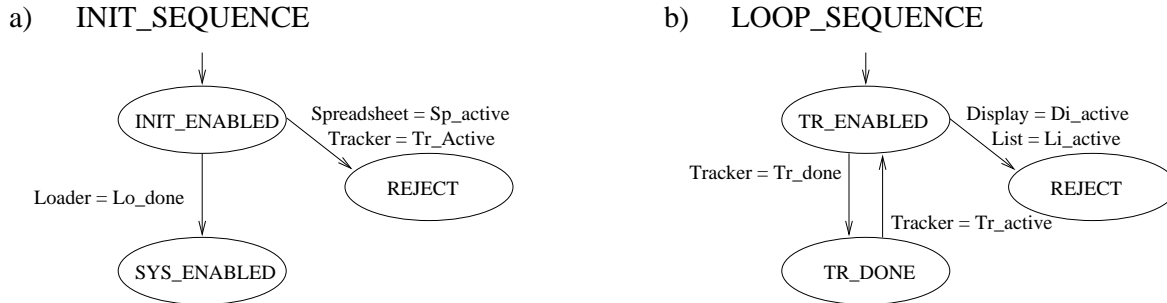 a) INIT_SEQUENCE
INIT_ENABLED
Spreadsheet = Sp_active
Tracker = Tr_Active
REJECT
Loader = Lo_done
SYS_ENABLED
b) LOOP_SEQUENCE
TR_ENABLED
Display = Di_active
List = Li_active
Tracker = Tr_done
REJECT
Tracker = Tr_active
TR_DONE